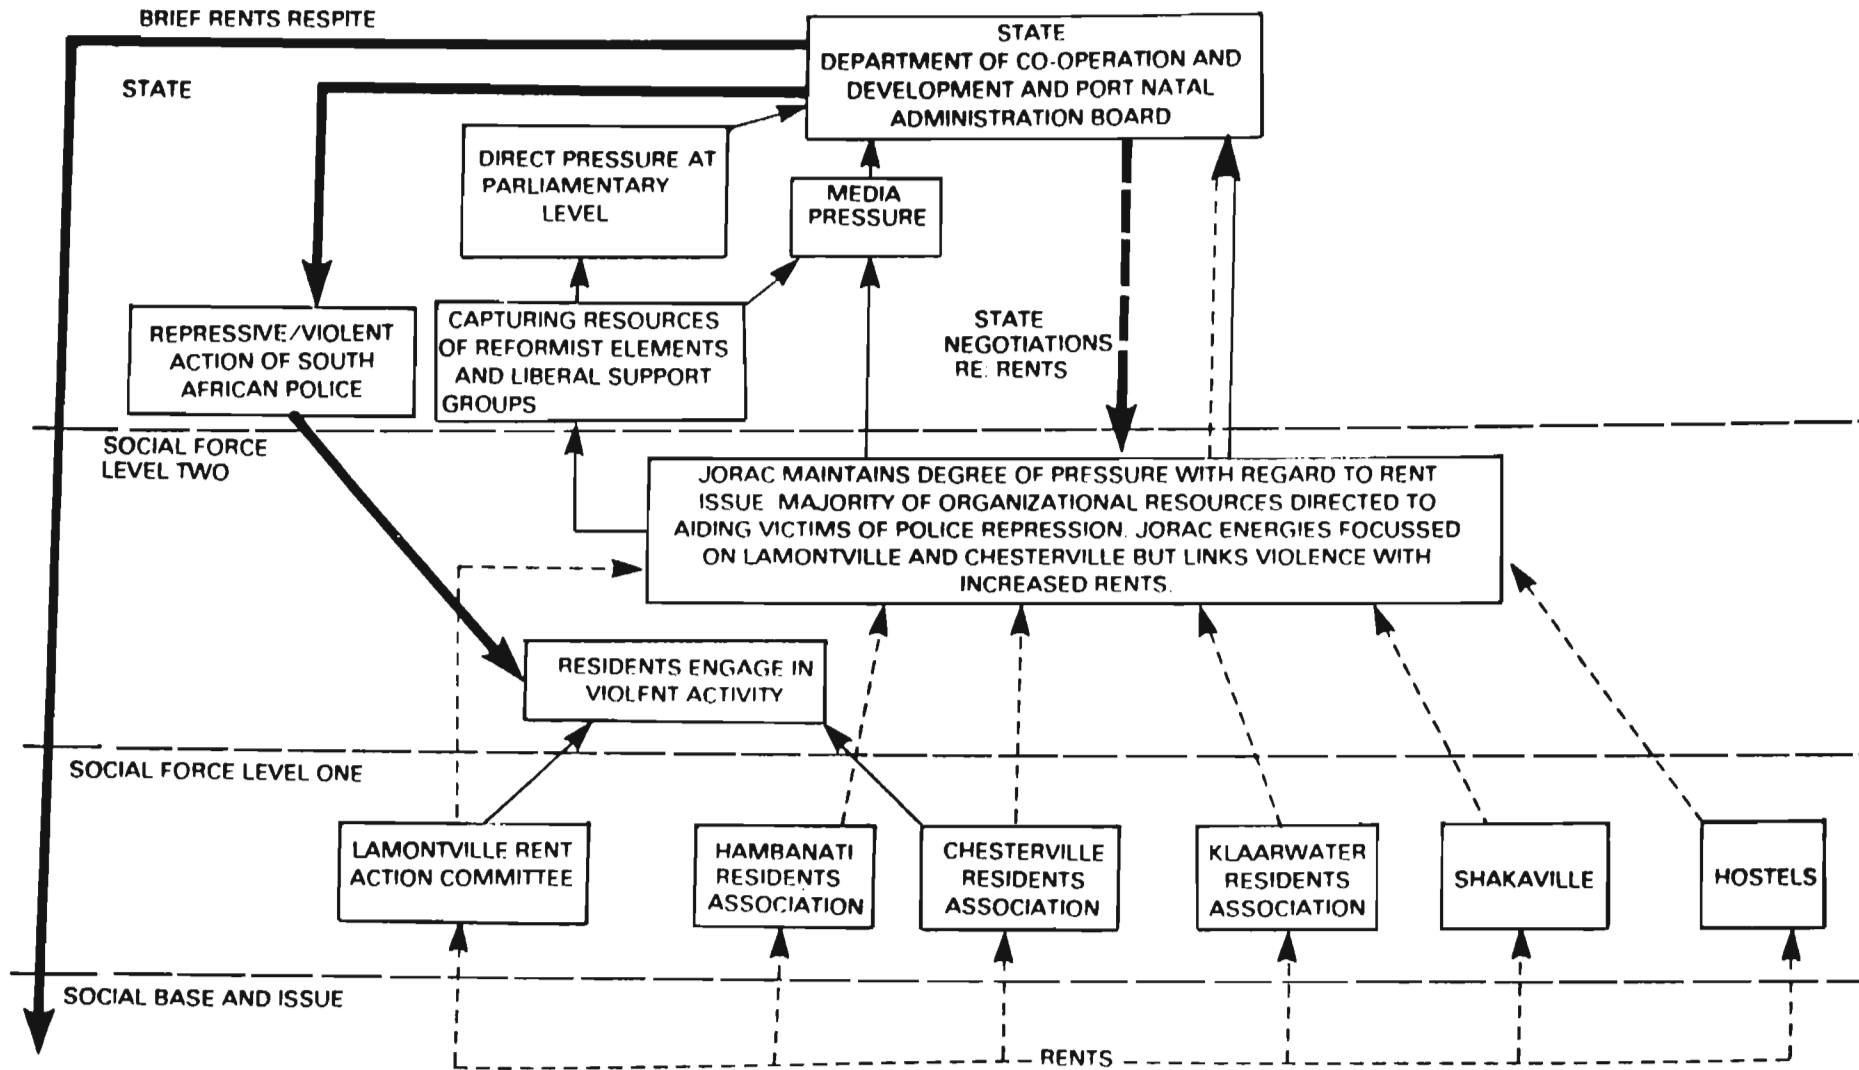 BRIEF RENTS RESPITE
STATE
STATE
DEPARTMENT OF CO-OPERATION AND
DEVELOPMENT AND PORT NATAL
ADMINISTRATION BOARD
DIRECT PRESSURE AT
PARLIAMENTARY
LEVEL
MEDIA
PRESSURE
REPRESSIVE/VIOLENT
ACTION OF SOUTH
AFRICAN POLICE
CAPTURING RESOURCES
OF REFORMIST ELEMENTS
AND LIBERAL SUPPORT
GROUPS
STATE
NEGOTIATIONS
RE: RENTS
SOCIAL FORCE
LEVEL TWO
JORAC MAINTAINS DEGREE OF PRESSURE WITH REGARD TO RENT
ISSUE MAJORITY OF ORGANIZATIONAL RESOURCES DIRECTED TO
AIDING VICTIMS OF POLICE REPRESSION. JORAC ENERGIES FOCUSSED
ON LAMONTVILLE AND CHESTERVILLE BUT LINKS VIOLENCE WITH
INCREASED RENTS.
RESIDENTS ENGAGE IN
VIOLENT ACTIVITY
SOCIAL FORCE LEVEL ONE
LAMONTVILLE RENT
ACTION COMMITTEE
HAMBANATI
RESIDENTS
ASSOCIATION
CHESTERVILLE
RESIDENTS
ASSOCIATION
KLAARWATER
RESIDENTS
ASSOCIATION
SHAKAVILLE
HOSTELS
SOCIAL BASE AND ISSUE
RENTS